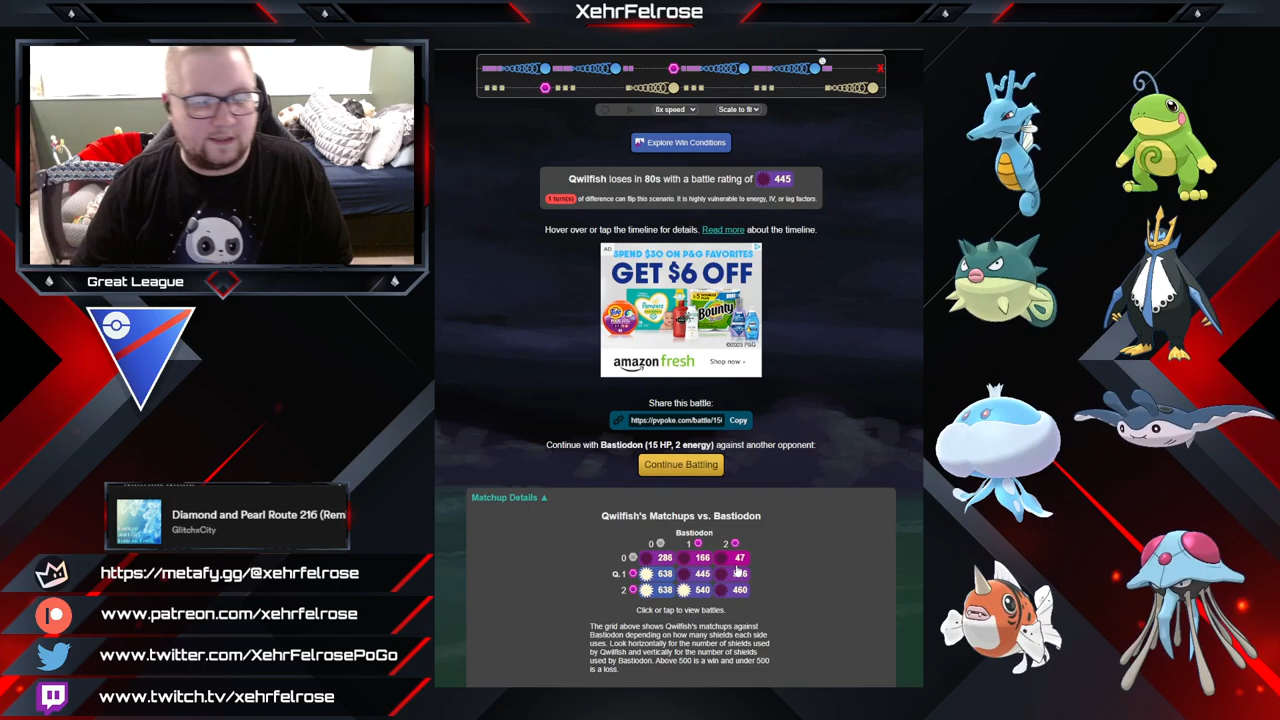 XehrFelrose
8x speed
Scale to fit
Explore Win Conditions
Qwilfish loses in 80s with a battle rating of 445
1 turn(s) of difference can flip this scenario. It is highly vulnerable to energy, IV, or lag factors.
Hover over or tap the timeline for details. Read more about the timeline.
AD
SPEND $30 ON P&G FAVORITES
GET $6 OFF
Pampers
Bounty
©2023 P&G
amazon fresh
Shop now
Share this battle:
https://pvpoke.com/battle/15
Copy
Continue with Bastiodon (15 HP, 2 energy) against another opponent:
Continue Battling
Matchup Details ▲
Qwilfish's Matchups vs. Bastiodon
Bastiodon
0 1 2
0 286 166 47
Q. 1 638 445
2 638 540 460
Click or tap to view battles.
The grid above shows Qwilfish's matchups against
Bastiodon depending on how many shields each side
uses. Look horizontally for the number of shields used
by Qwilfish and vertically for the number of shields
used by Bastiodon. Above 500 is a win and under 500
is a loss.
Great League
Diamond and Pearl Route 216 (Rem
GlitchxCity
https://metafy.gg/@xehrfelrose
www.patreon.com/xehrfelrose
www.twitter.com/XehrFelrosePoGo
www.twitch.tv/xehrfelrose